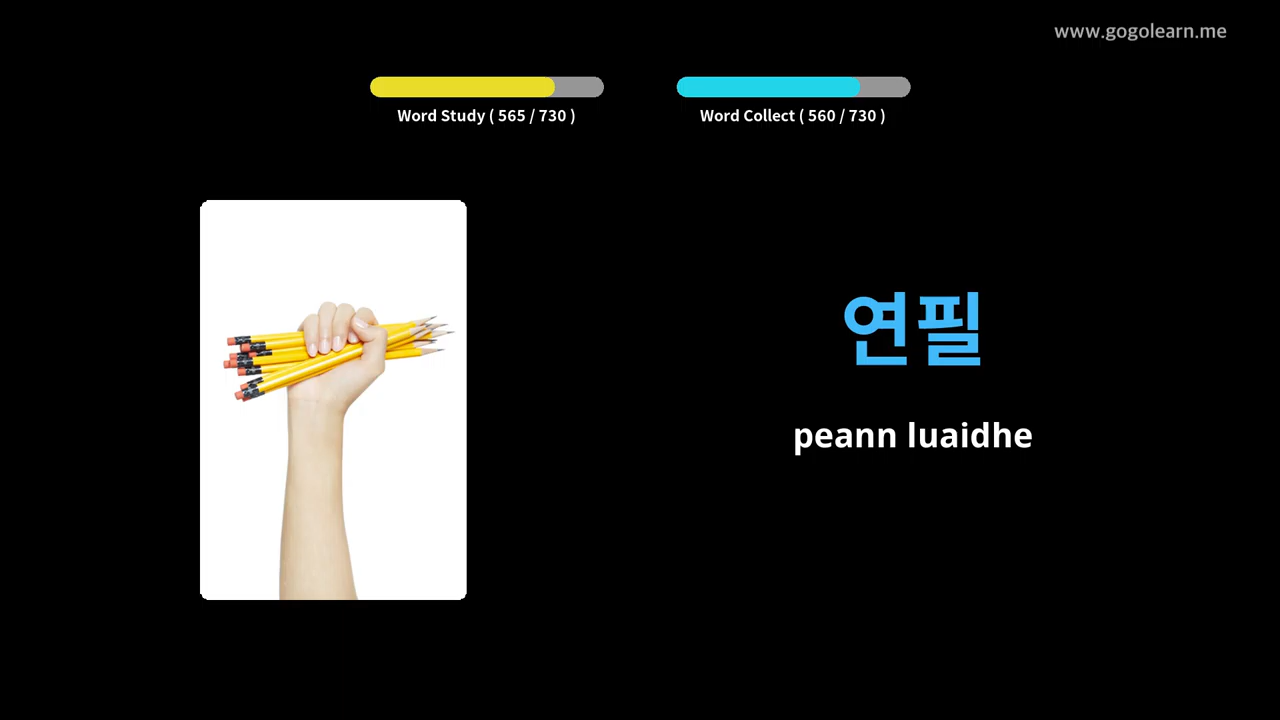 www.gogolearn.me
Word Study ( 565 / 730 )
Word Collect ( 560 / 730 )
연필
peann luaidhe